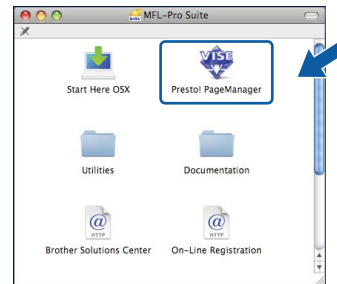 MFL-Pro Suite
VISE
Start Here OSX
Presto! PageManager
Utilities
Documentation
@
HTTP
@
HTTP
Brother Solutions Center
On-Line Registration